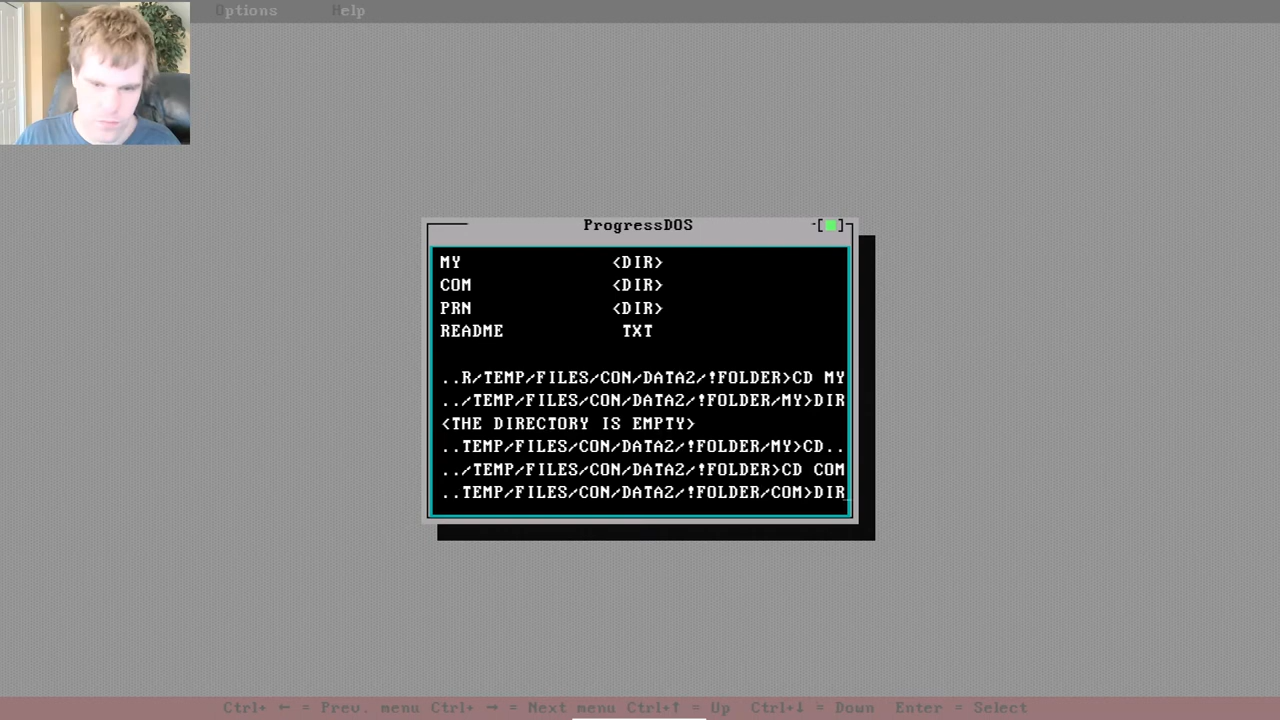 Options Help
ProgressDOS
MY <DIR>
COM <DIR>
PRN <DIR>
README TXT
..R/TEMP/FILES/CON/DATA2/!FOLDER>CD MY
../TEMP/FILES/CON/DATA2/!FOLDER/MY>DIR
<THE DIRECTORY IS EMPTY>
..TEMP/FILES/CON/DATA2/!FOLDER/MY>CD..
../TEMP/FILES/CON/DATA2/!FOLDER>CD COM
..TEMP/FILES/CON/DATA2/!FOLDER/COM>DIR_
Ctrl+ ← = Prev. menu Ctrl+ → = Next menu Ctrl+↑ = Up Ctrl+↓ = Down Enter = Select